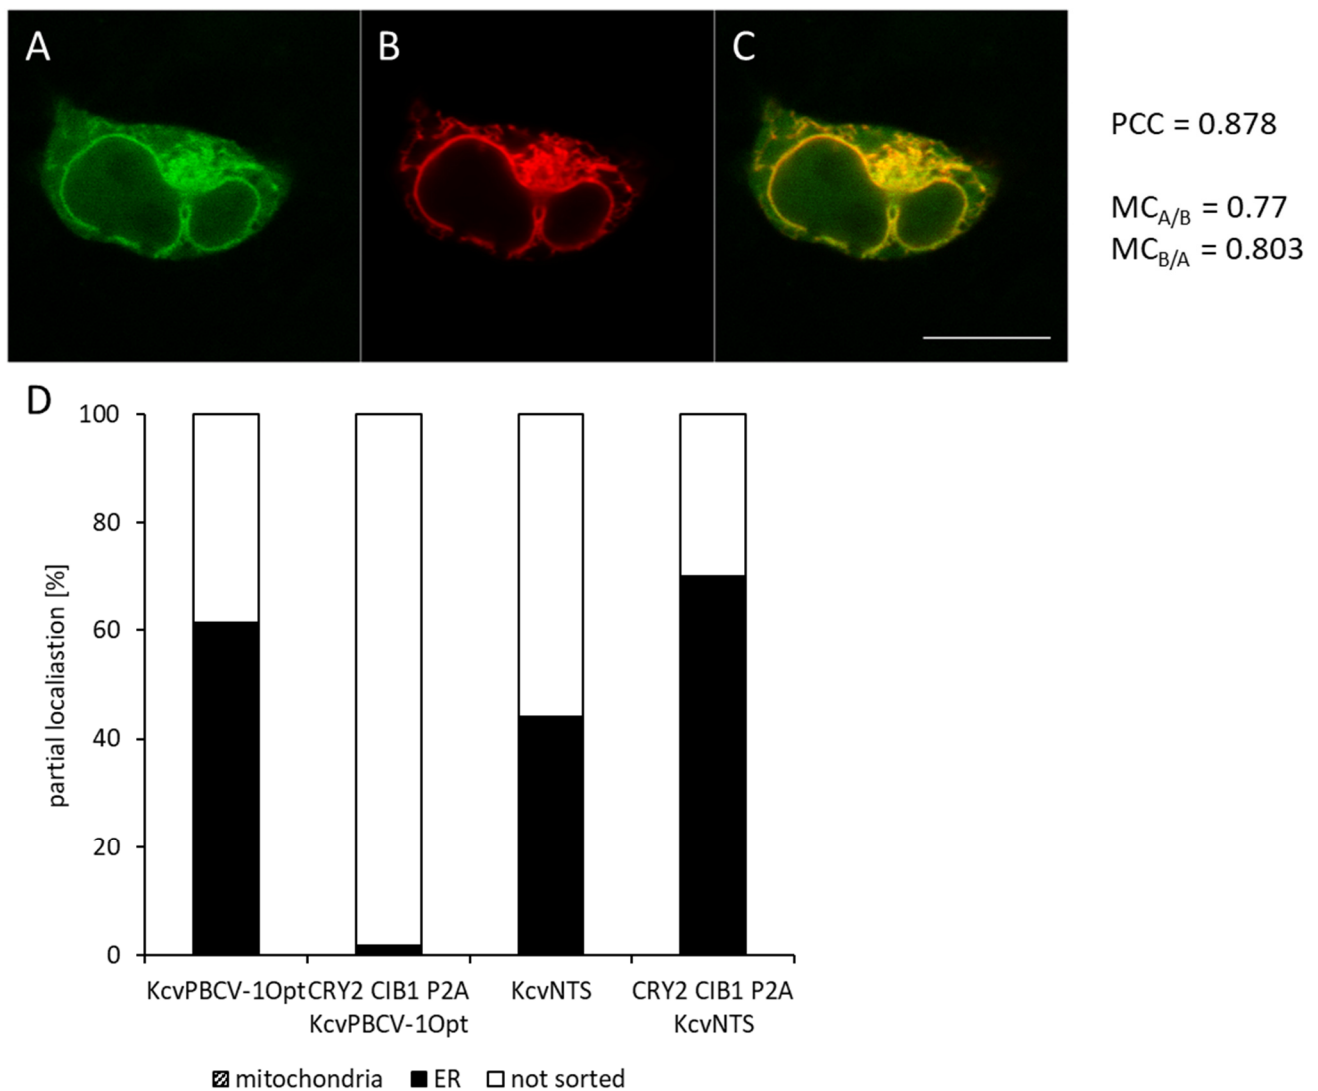 A
B
C
PCC = 0.878
MCA/B = 0.77
MCB/A = 0.803
D
partial localiastion [%]
100
80
60
40
20
0
KcvPBCV-1Opt
CRY2 CIB1 P2A
KcvPBCV-1Opt
KcvNTS
CRY2 CIB1 P2A
KcvNTS
mitochondria ER not sorted